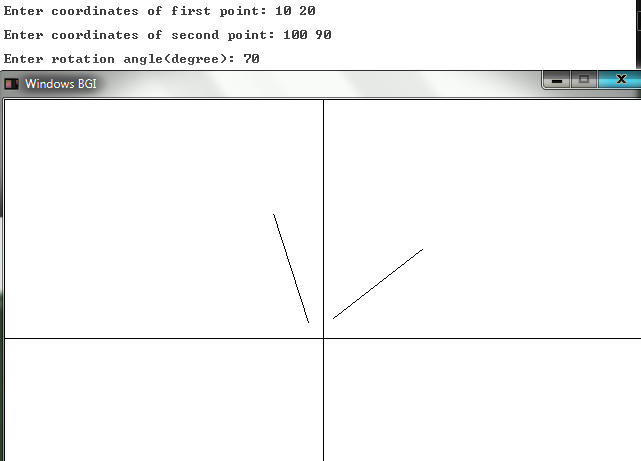 Enter coordinates of first point: 10 20
Enter coordinates of second point: 100 90
Enter rotation angle(degree): 70
Windows BGI